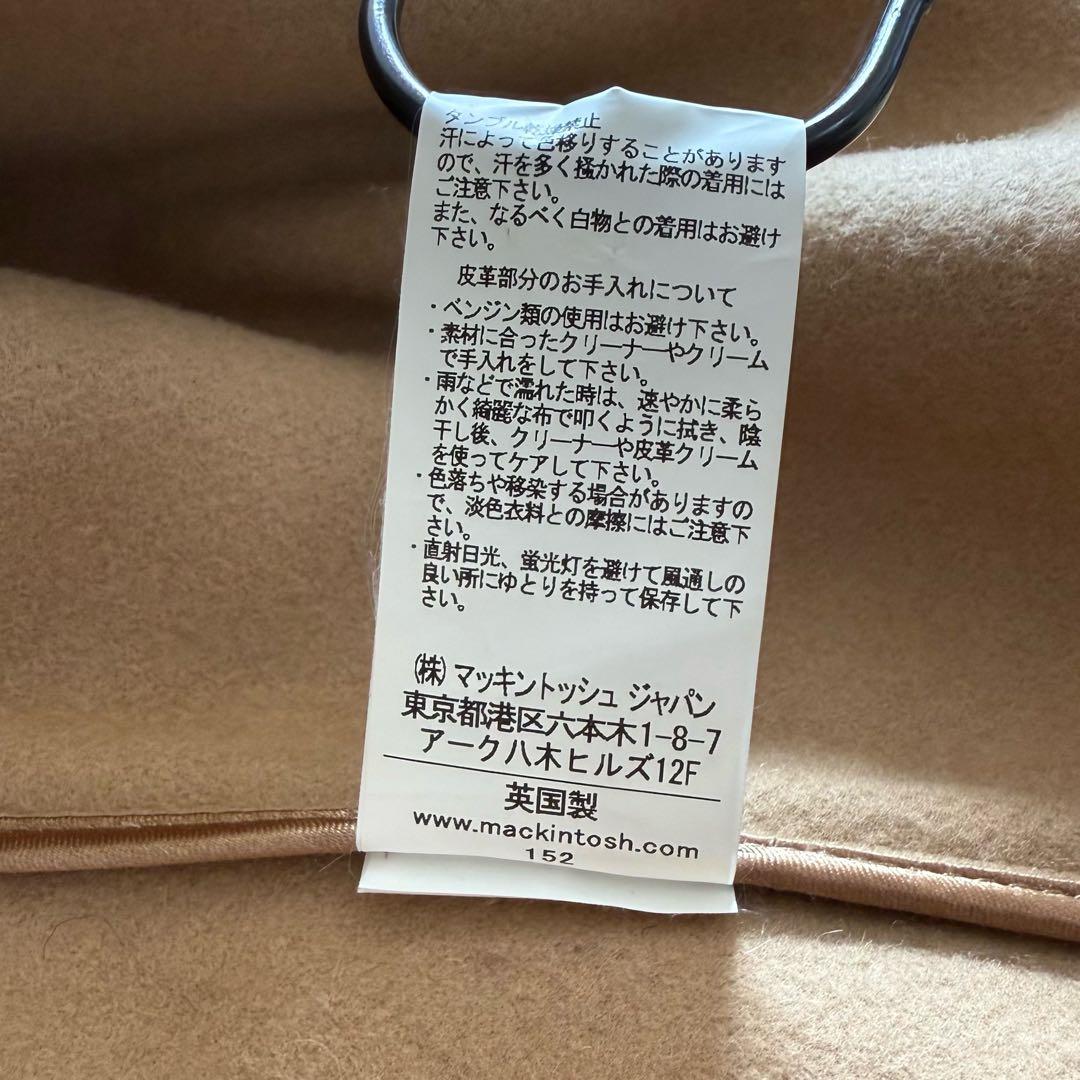 タンブル乾燥禁止
汗によって色移りすることがあります
ので、汗を多く掻かれた際の着用には
ご注意下さい。
また、なるべく白物との着用はお避け
下さい。
皮革部分のお手入れについて
・ベンジン類の使用はお避け下さい。
・素材に合ったクリーナーやクリーム
で手入れをして下さい。
・雨などで濡れた時は、速やかに柔ら
かく綺麗な布で叩くように拭き、陰
干し後、クリーナーや皮革クリーム
を使ってケアして下さい。
・色落ちや移染する場合がありますの
で、淡色衣料との摩擦にはご注意下
さい。
・直射日光、蛍光灯を避けて風通しの
良い所にゆとりを持って保存して下
さい。
㈱ マッキントッシュ ジャパン
東京都港区六本木1-8-7
アーク八木ヒルズ12F
英国製
www.mackintosh.com
152